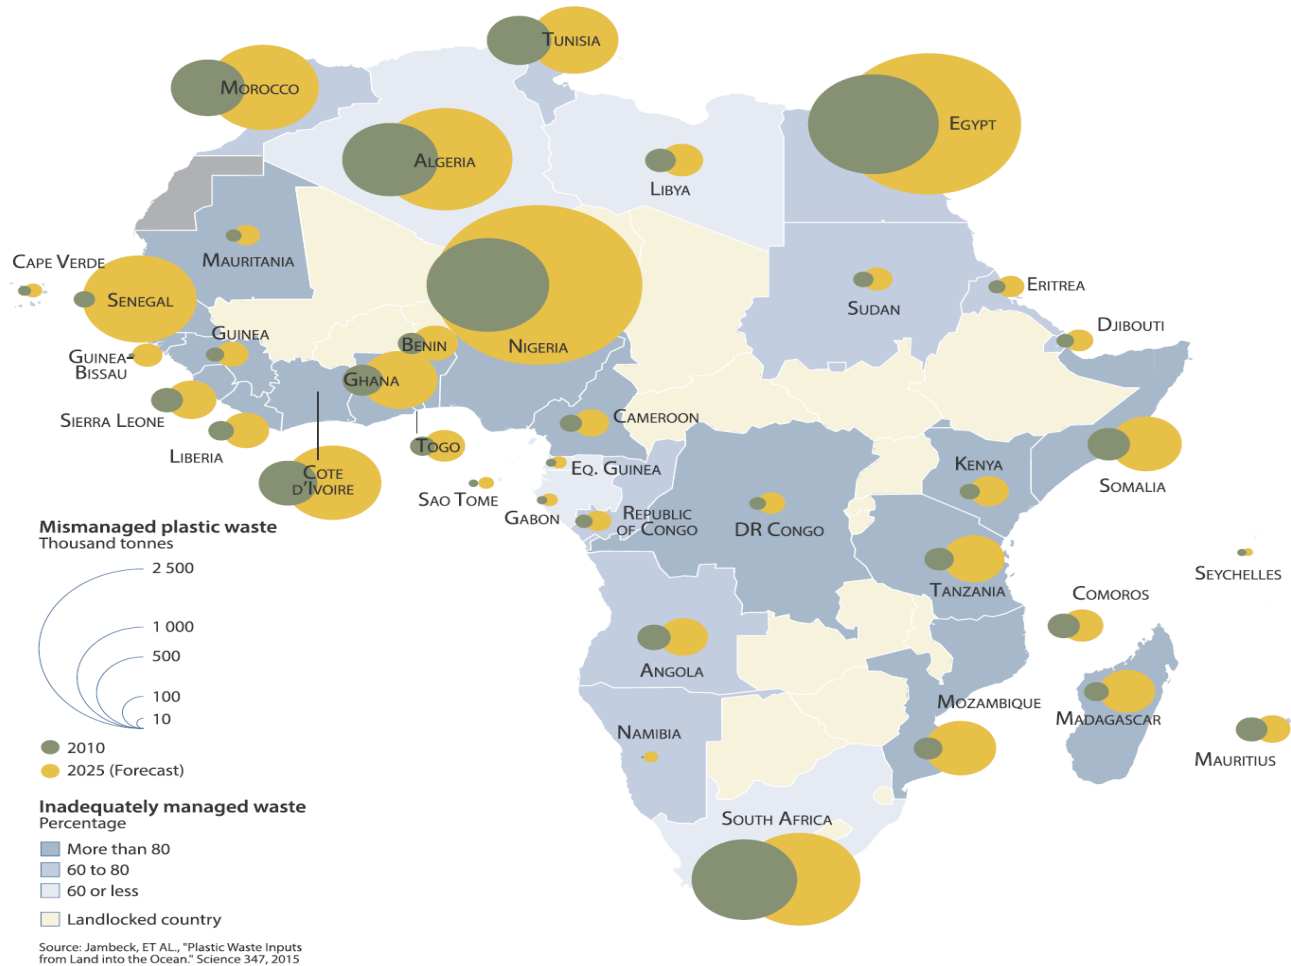 TUNISIA
MOROCCO
EGYPT
ALGERIA
LIBYA
MAURITANIA
CAPE VERDE
SENEGAL
ERITREA
SUDAN
DJIBOUTI
GUINEA
BENIN
NIGERIA
GUINEA-
BISSAU
GHANA
SIERRA LEONE
CAMEROON
LIBERIA
TOGO
KENYA
COTE
D'IVOIRE
EQ. GUINEA
SOMALIA
SAO TOME
GABON
REPUBLIC
OF CONGO
DR CONGO
SEYCHELLES
TANZANIA
COMOROS
ANGOLA
MOZAMBIQUE
MADAGASCAR
NAMIBIA
MAURITIUS
SOUTH AFRICA
Mismanaged plastic waste
Thousand tonnes
2 500
1 000
500
100
10
2010
2025 (Forecast)
Inadequately managed waste
Percentage
More than 80
60 to 80
60 or less
Landlocked country
Source: Jambeck, ET AL., "Plastic Waste Inputs
from Land into the Ocean." Science 347, 2015